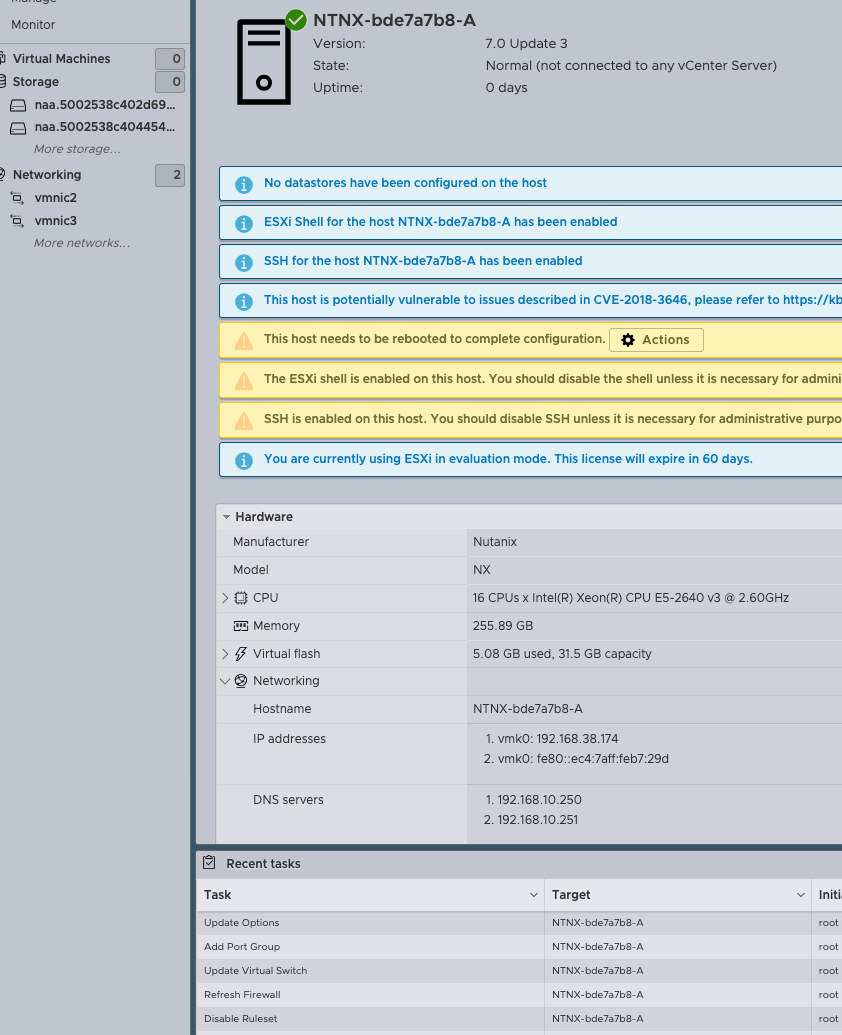 Manage
Monitor
Virtual Machines 0
Storage 0
naa.5002538c402d69...
naa.5002538c404454...
More storage...
Networking 2
vmnic2
vmnic3
More networks...
NTNX-bde7a7b8-A
Version: 7.0 Update 3
State: Normal (not connected to any vCenter Server)
Uptime: 0 days
No datastores have been configured on the host
ESXi Shell for the host NTNX-bde7a7b8-A has been enabled
SSH for the host NTNX-bde7a7b8-A has been enabled
This host is potentially vulnerable to issues described in CVE-2018-3646, please refer to https://kb
This host needs to be rebooted to complete configuration. Actions
The ESXi shell is enabled on this host. You should disable the shell unless it is necessary for admini
SSH is enabled on this host. You should disable SSH unless it is necessary for administrative purpo
You are currently using ESXi in evaluation mode. This license will expire in 60 days.
Hardware
Manufacturer Nutanix
Model NX
CPU 16 CPUs x Intel(R) Xeon(R) CPU E5-2640 v3 @ 2.60GHz
Memory 255.89 GB
Virtual flash 5.08 GB used, 31.5 GB capacity
Networking
Hostname NTNX-bde7a7b8-A
IP addresses 1. vmk0: 192.168.38.174
2. vmk0: fe80::ec4:7aff:feb7:29d
DNS servers 1. 192.168.10.250
2. 192.168.10.251
Recent tasks
Task Target Initi
Update Options NTNX-bde7a7b8-A root
Add Port Group NTNX-bde7a7b8-A root
Update Virtual Switch NTNX-bde7a7b8-A root
Refresh Firewall NTNX-bde7a7b8-A root
Disable Ruleset NTNX-bde7a7b8-A root